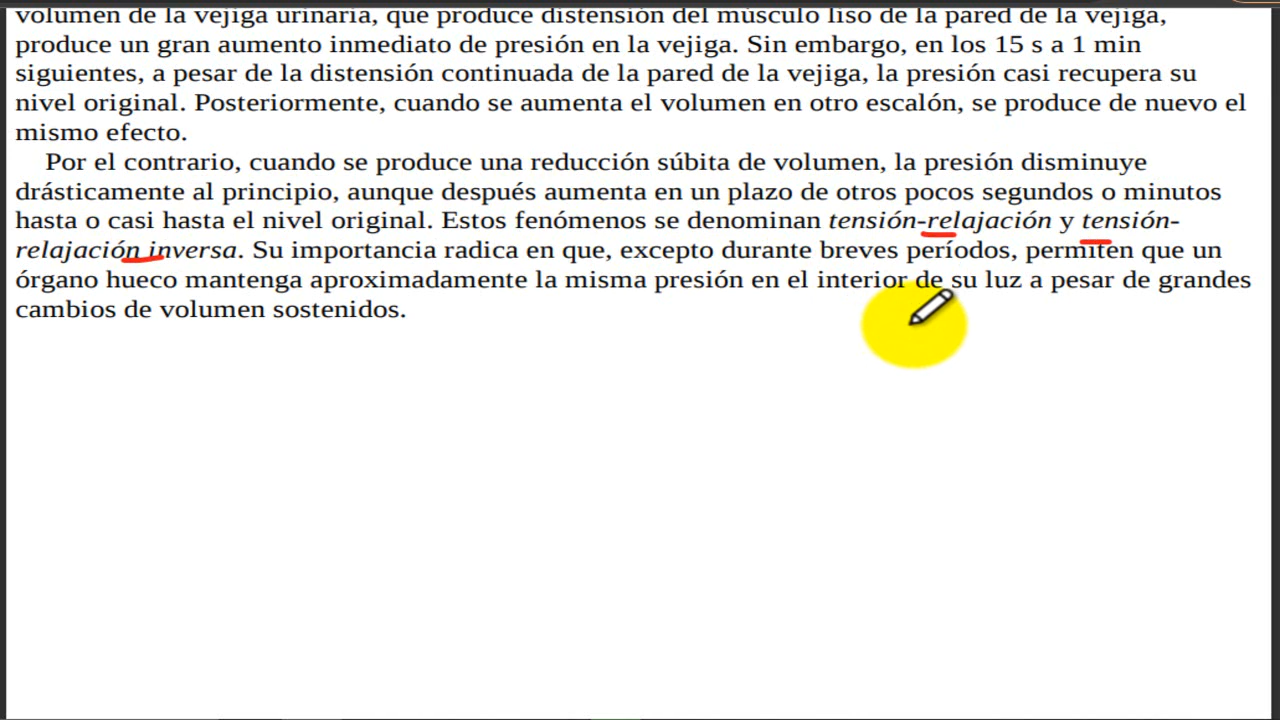 volumen de la vejiga urinaria, que produce distensión del músculo liso de la pared de la vejiga,
produce un gran aumento inmediato de presión en la vejiga. Sin embargo, en los 15 s a 1 min
siguientes, a pesar de la distensión continuada de la pared de la vejiga, la presión casi recupera su
nivel original. Posteriormente, cuando se aumenta el volumen en otro escalón, se produce de nuevo el
mismo efecto.
Por el contrario, cuando se produce una reducción súbita de volumen, la presión disminuye
drásticamente al principio, aunque después aumenta en un plazo de otros pocos segundos o minutos
hasta o casi hasta el nivel original. Estos fenómenos se denominan tensión-relajación y tensión-
relajación inversa. Su importancia radica en que, excepto durante breves períodos, permiten que un
órgano hueco mantenga aproximadamente la misma presión en el interior de su luz a pesar de grandes
cambios de volumen sostenidos.